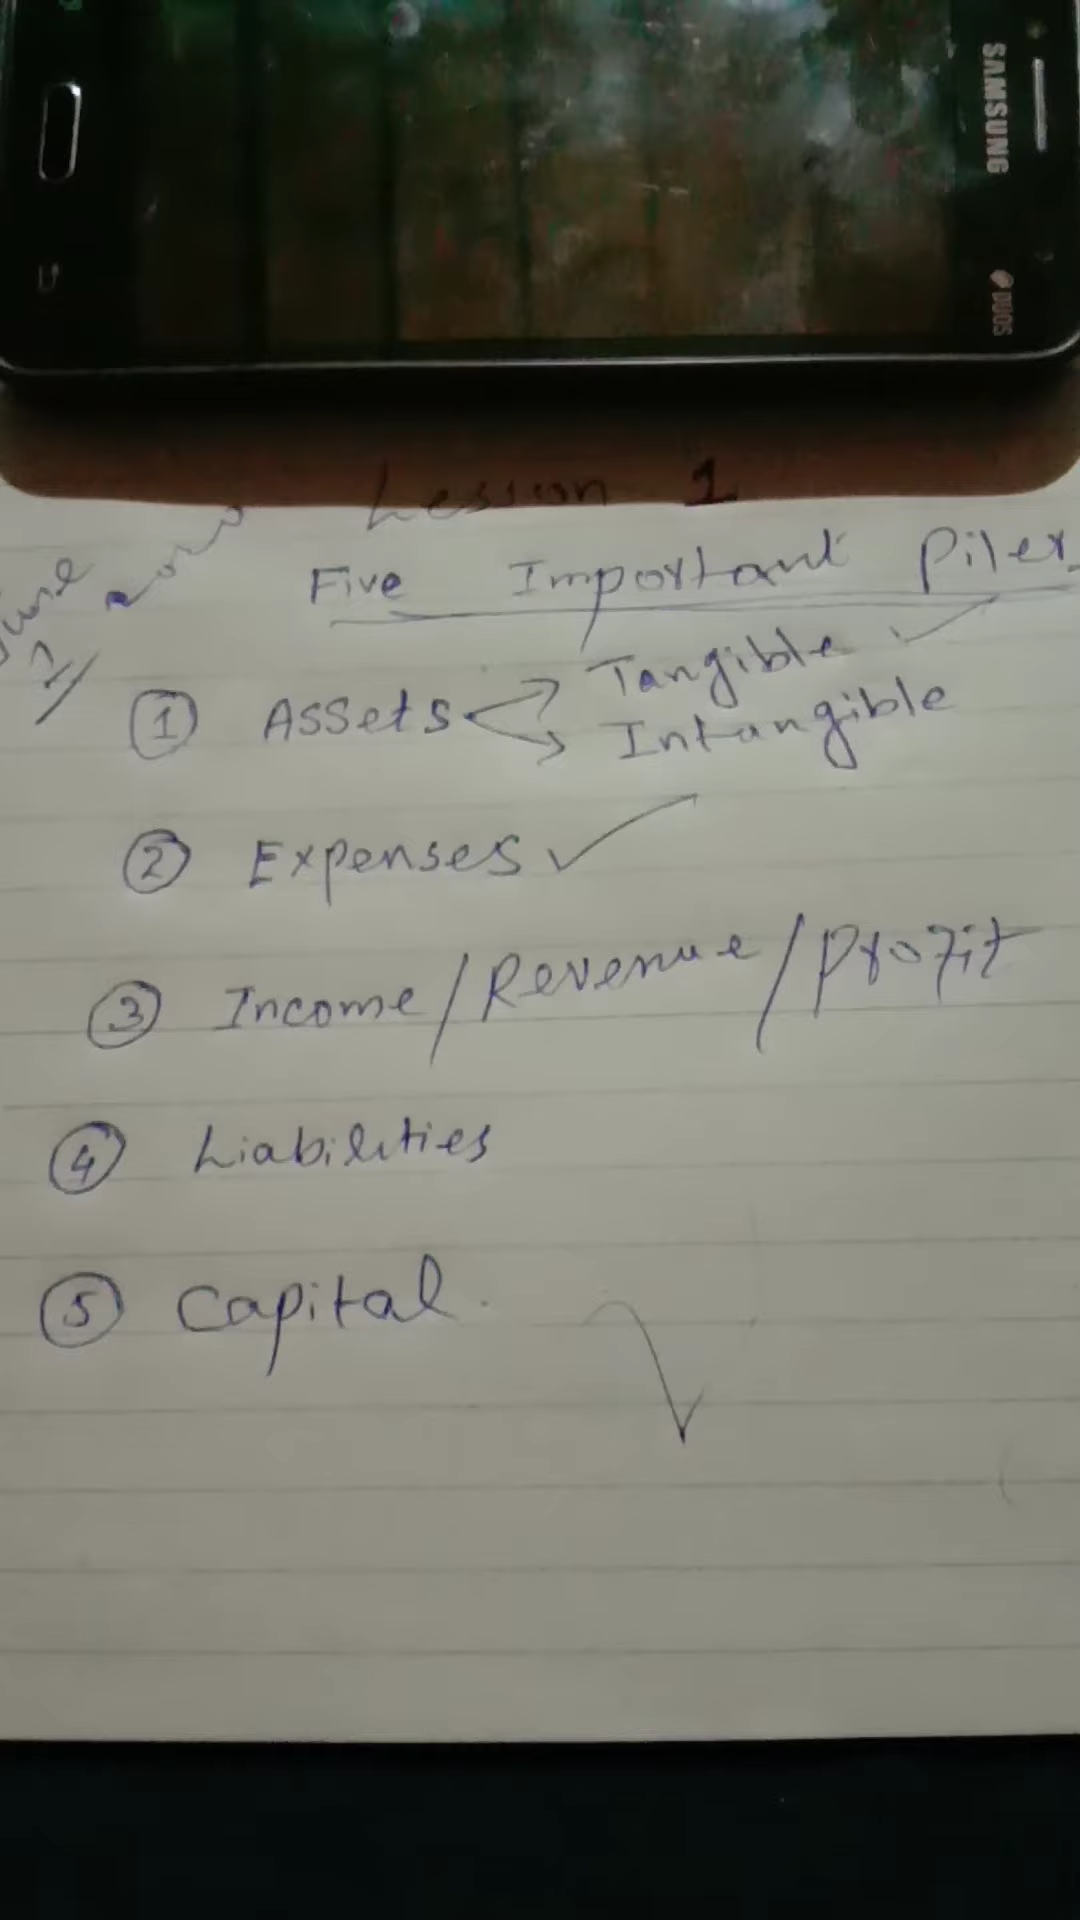 SAMSUNG
DUOS
Lesson 1
Five Important Piler
① Assets
Tangible
Intangible
② Expenses
③ Income/Revenue/Profit
④ Liabilities
⑤ Capital.